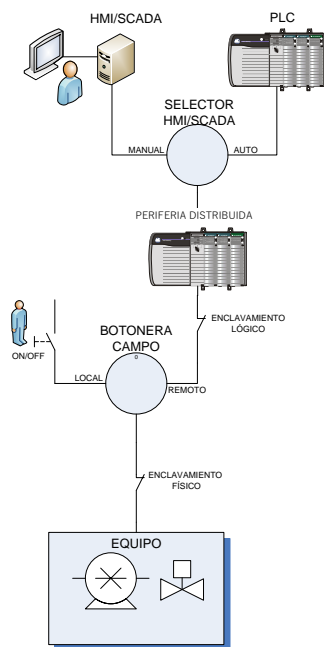 HMI/SCADA
PLC
SELECTOR
HMI/SCADA
MANUAL
AUTO
PERIFERIA DISTRIBUIDA
ENCLAVAMIENTO
LÓGICO
BOTONERA
CAMPO
ON/OFF
LOCAL
REMOTO
ENCLAVAMIENTO
FÍSICO
EQUIPO